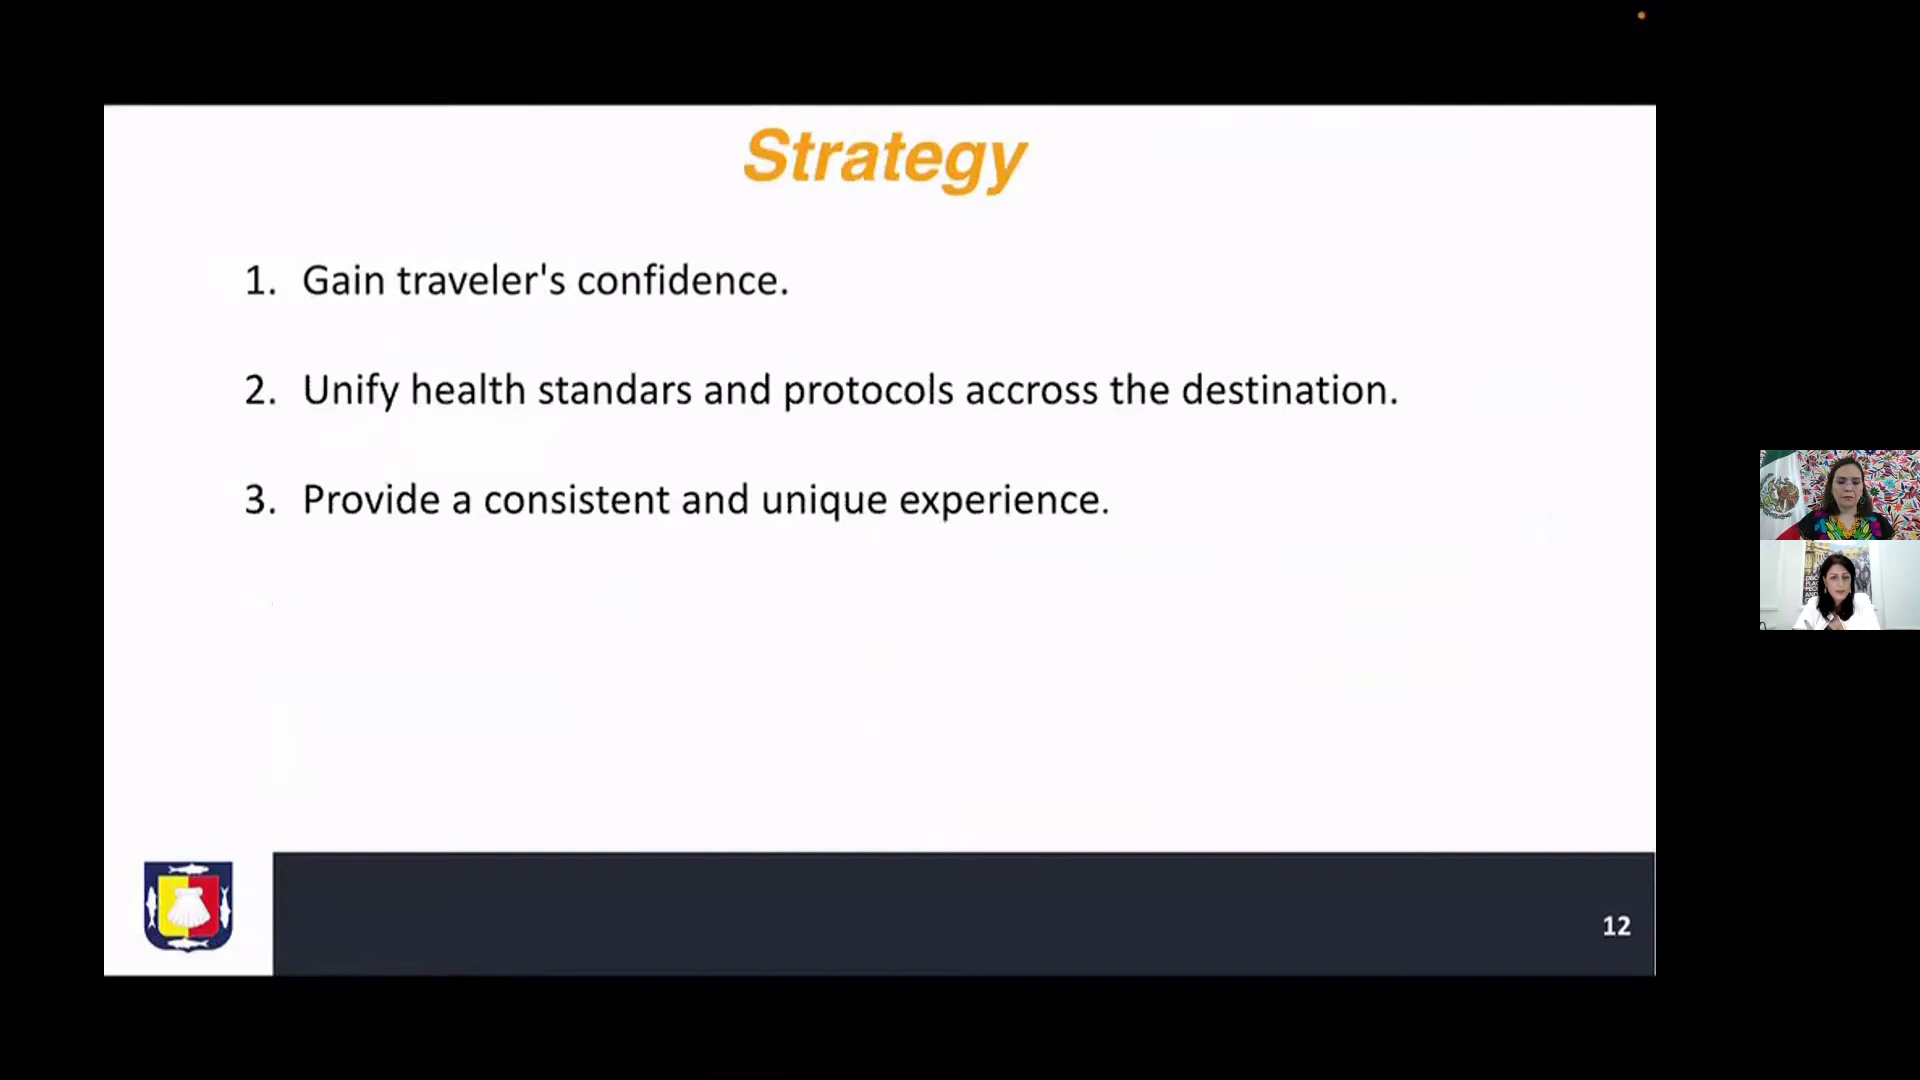 Strategy
1. Gain traveler's confidence.
2. Unify health standars and protocols accross the destination.
3. Provide a consistent and unique experience.
12